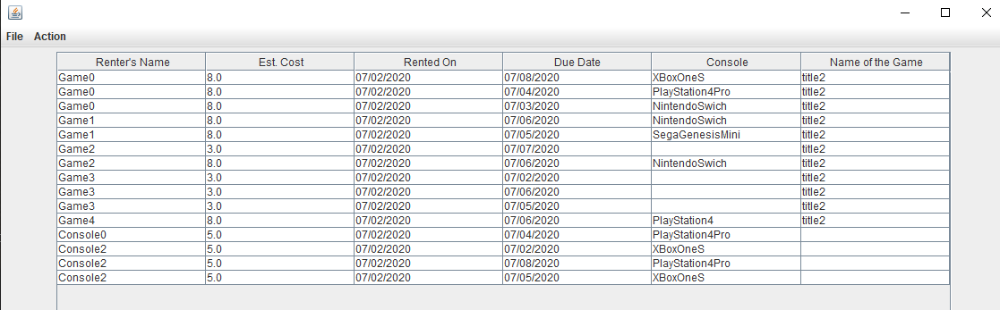 File Action
Renter's Name Est. Cost Rented On Due Date Console Name of the Game
Game0 8.0 07/02/2020 07/08/2020 XBoxOneS title2
Game0 8.0 07/02/2020 07/04/2020 PlayStation4Pro title2
Game0 8.0 07/02/2020 07/03/2020 NintendoSwich title2
Game1 8.0 07/02/2020 07/06/2020 NintendoSwich title2
Game1 8.0 07/02/2020 07/05/2020 SegaGenesisMini title2
Game2 3.0 07/02/2020 07/07/2020 title2
Game2 8.0 07/02/2020 07/06/2020 NintendoSwich title2
Game3 3.0 07/02/2020 07/02/2020 title2
Game3 3.0 07/02/2020 07/06/2020 title2
Game3 3.0 07/02/2020 07/05/2020 title2
Game4 8.0 07/02/2020 07/06/2020 PlayStation4 title2
Console0 5.0 07/02/2020 07/04/2020 PlayStation4Pro
Console2 5.0 07/02/2020 07/02/2020 XBoxOneS
Console2 5.0 07/02/2020 07/08/2020 PlayStation4Pro
Console2 5.0 07/02/2020 07/05/2020 XBoxOneS